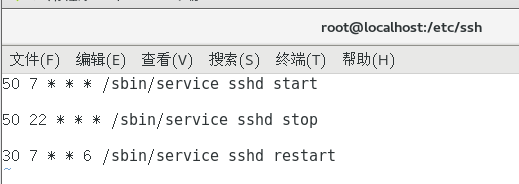 root@localhost:/etc/ssh
文件(F) 编辑(E) 查看(V) 搜索(S) 终端(T) 帮助(H)
50 7 * * * /sbin/service sshd start
50 22 * * * /sbin/service sshd stop
30 7 * * 6 /sbin/service sshd restart
~